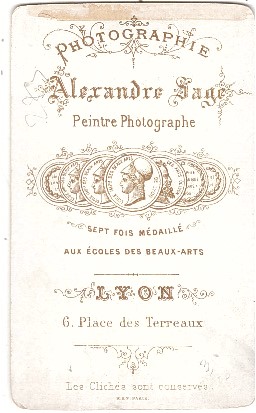 PHOTOGRAPHIE
Alexandre Sage
Peintre Photographe
SEPT FOIS MÉDAILLÉ
AUX ÉCOLES DES BEAUX-ARTS
LYON
6. Place des Terreaux
Les Clichés sont conservés